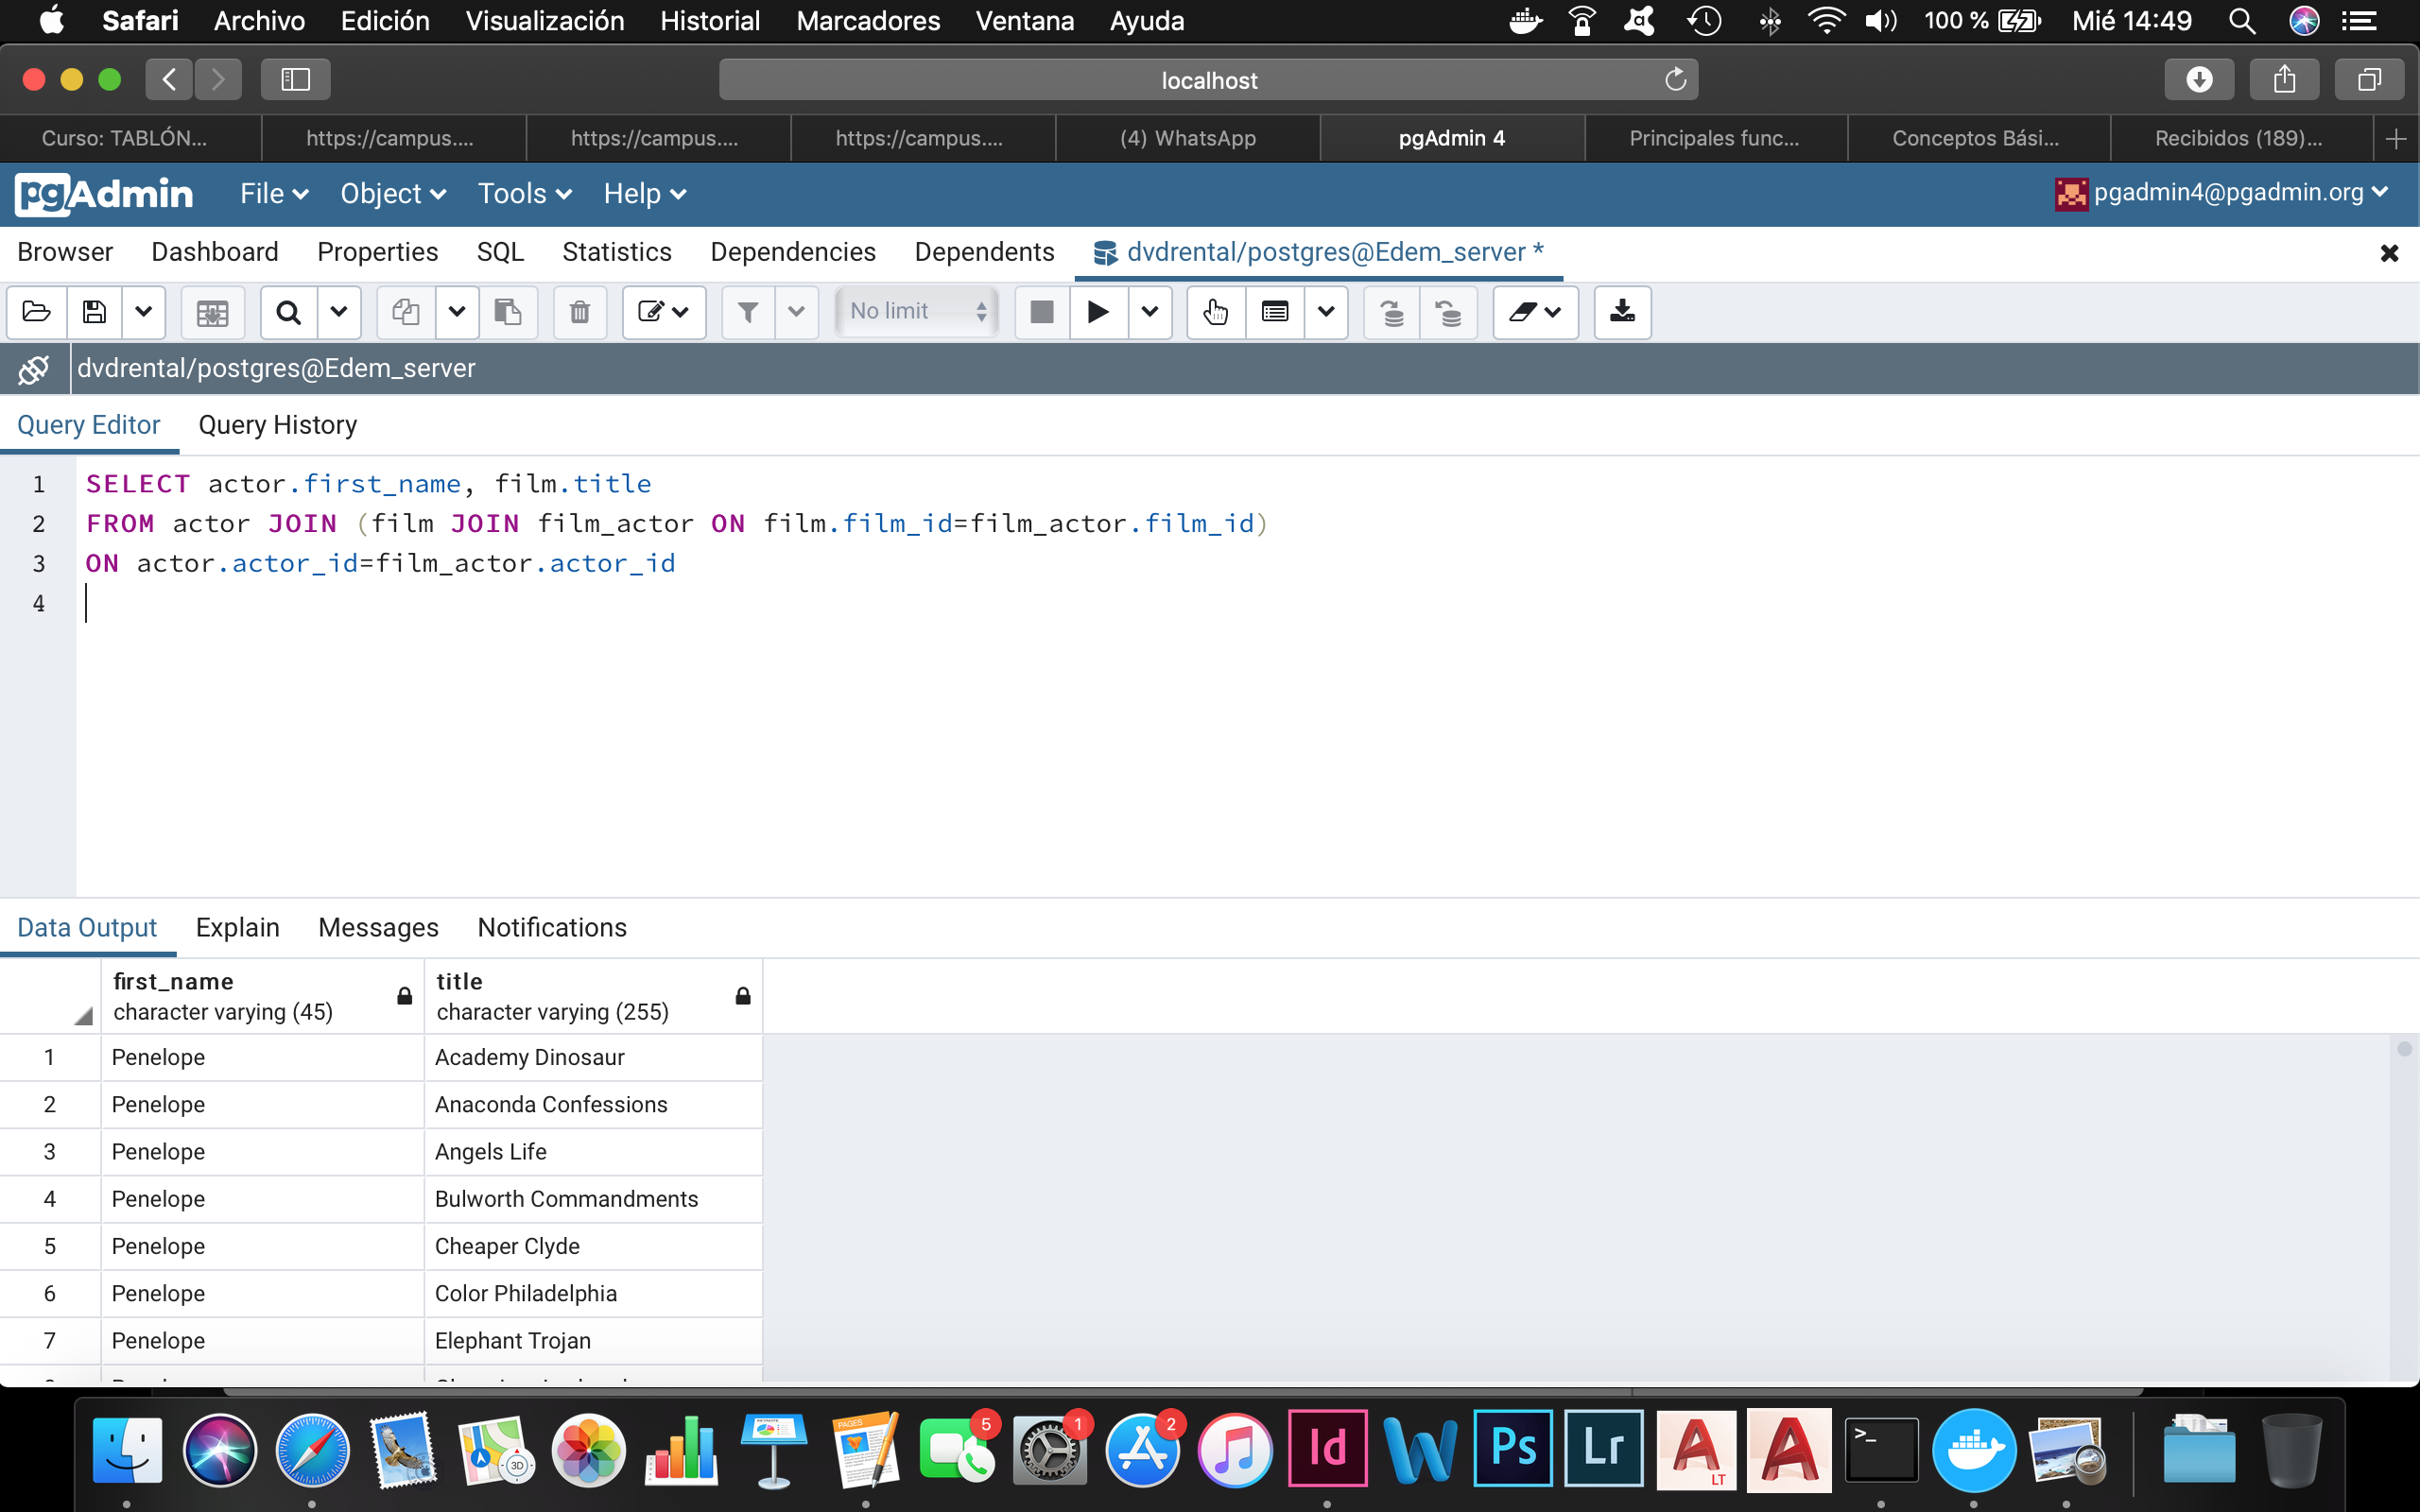 Safari Archivo Edición Visualización Historial Marcadores Ventana Ayuda 100 % Mié 14:49
localhost
Curso: TABLÓN... https://campus.... https://campus.... https://campus.... (4) WhatsApp pgAdmin 4 Principales func... Conceptos Bási... Recibidos (189)...
pgAdmin File Object Tools Help pgadmin4@pgadmin.org
Browser Dashboard Properties SQL Statistics Dependencies Dependents dvdrental/postgres@Edem_server *
No limit
dvdrental/postgres@Edem_server
Query Editor Query History
1 SELECT actor.first_name, film.title
2 FROM actor JOIN (film JOIN film_actor ON film.film_id=film_actor.film_id)
3 ON actor.actor_id=film_actor.actor_id
4
Data Output Explain Messages Notifications
first_name title
character varying (45) character varying (255)
1 Penelope Academy Dinosaur
2 Penelope Anaconda Confessions
3 Penelope Angels Life
4 Penelope Bulworth Commandments
5 Penelope Cheaper Clyde
6 Penelope Color Philadelphia
7 Penelope Elephant Trojan
3D PAGES 5 1 2 Id Ps Lr LT >_